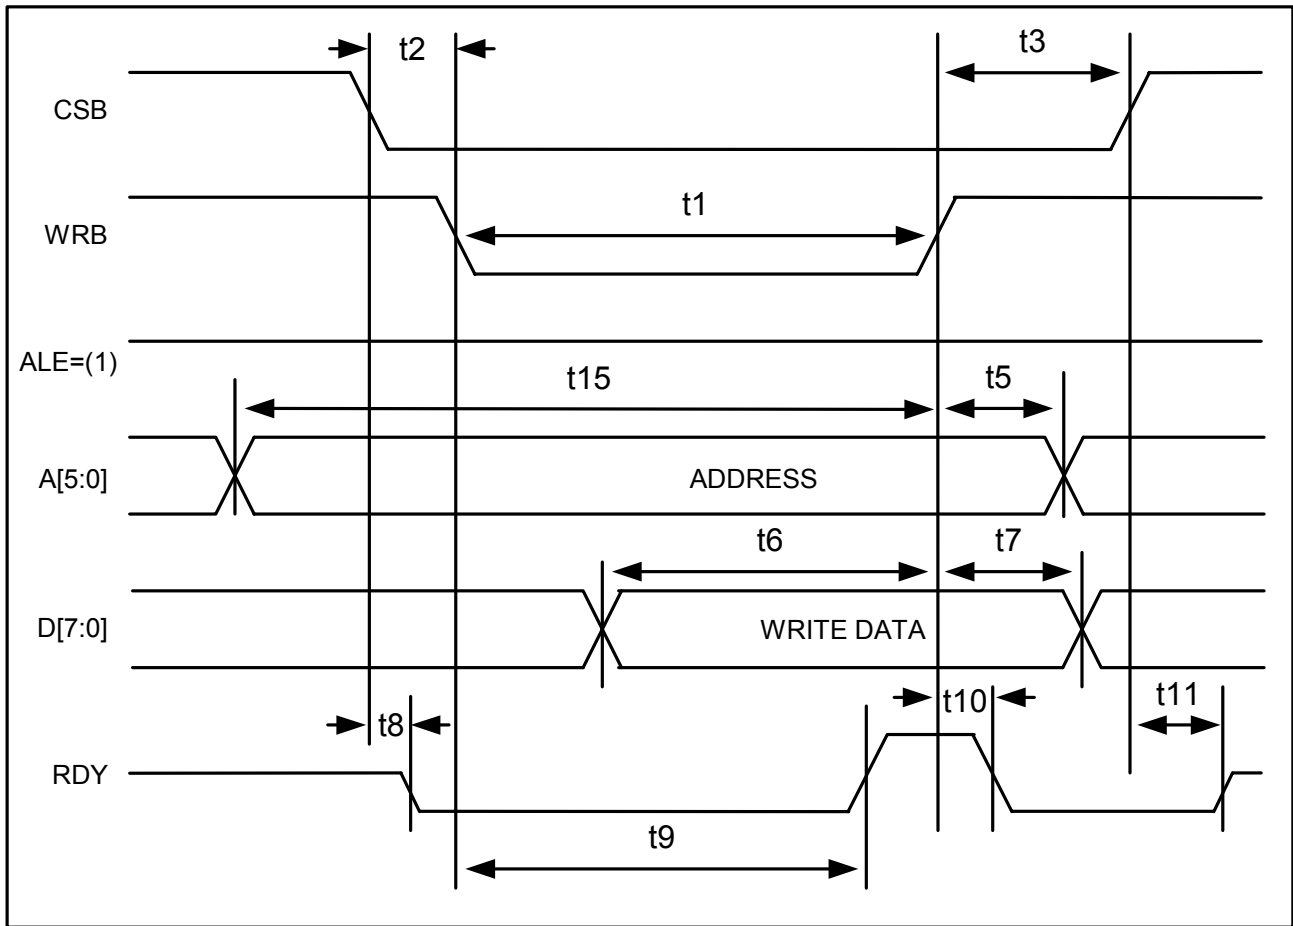 t2
t3
CSB
t1
WRB
ALE=(1)
t15
t5
A[5:0]
ADDRESS
t6
t7
D[7:0]
WRITE DATA
t8
t10
t11
RDY
t9